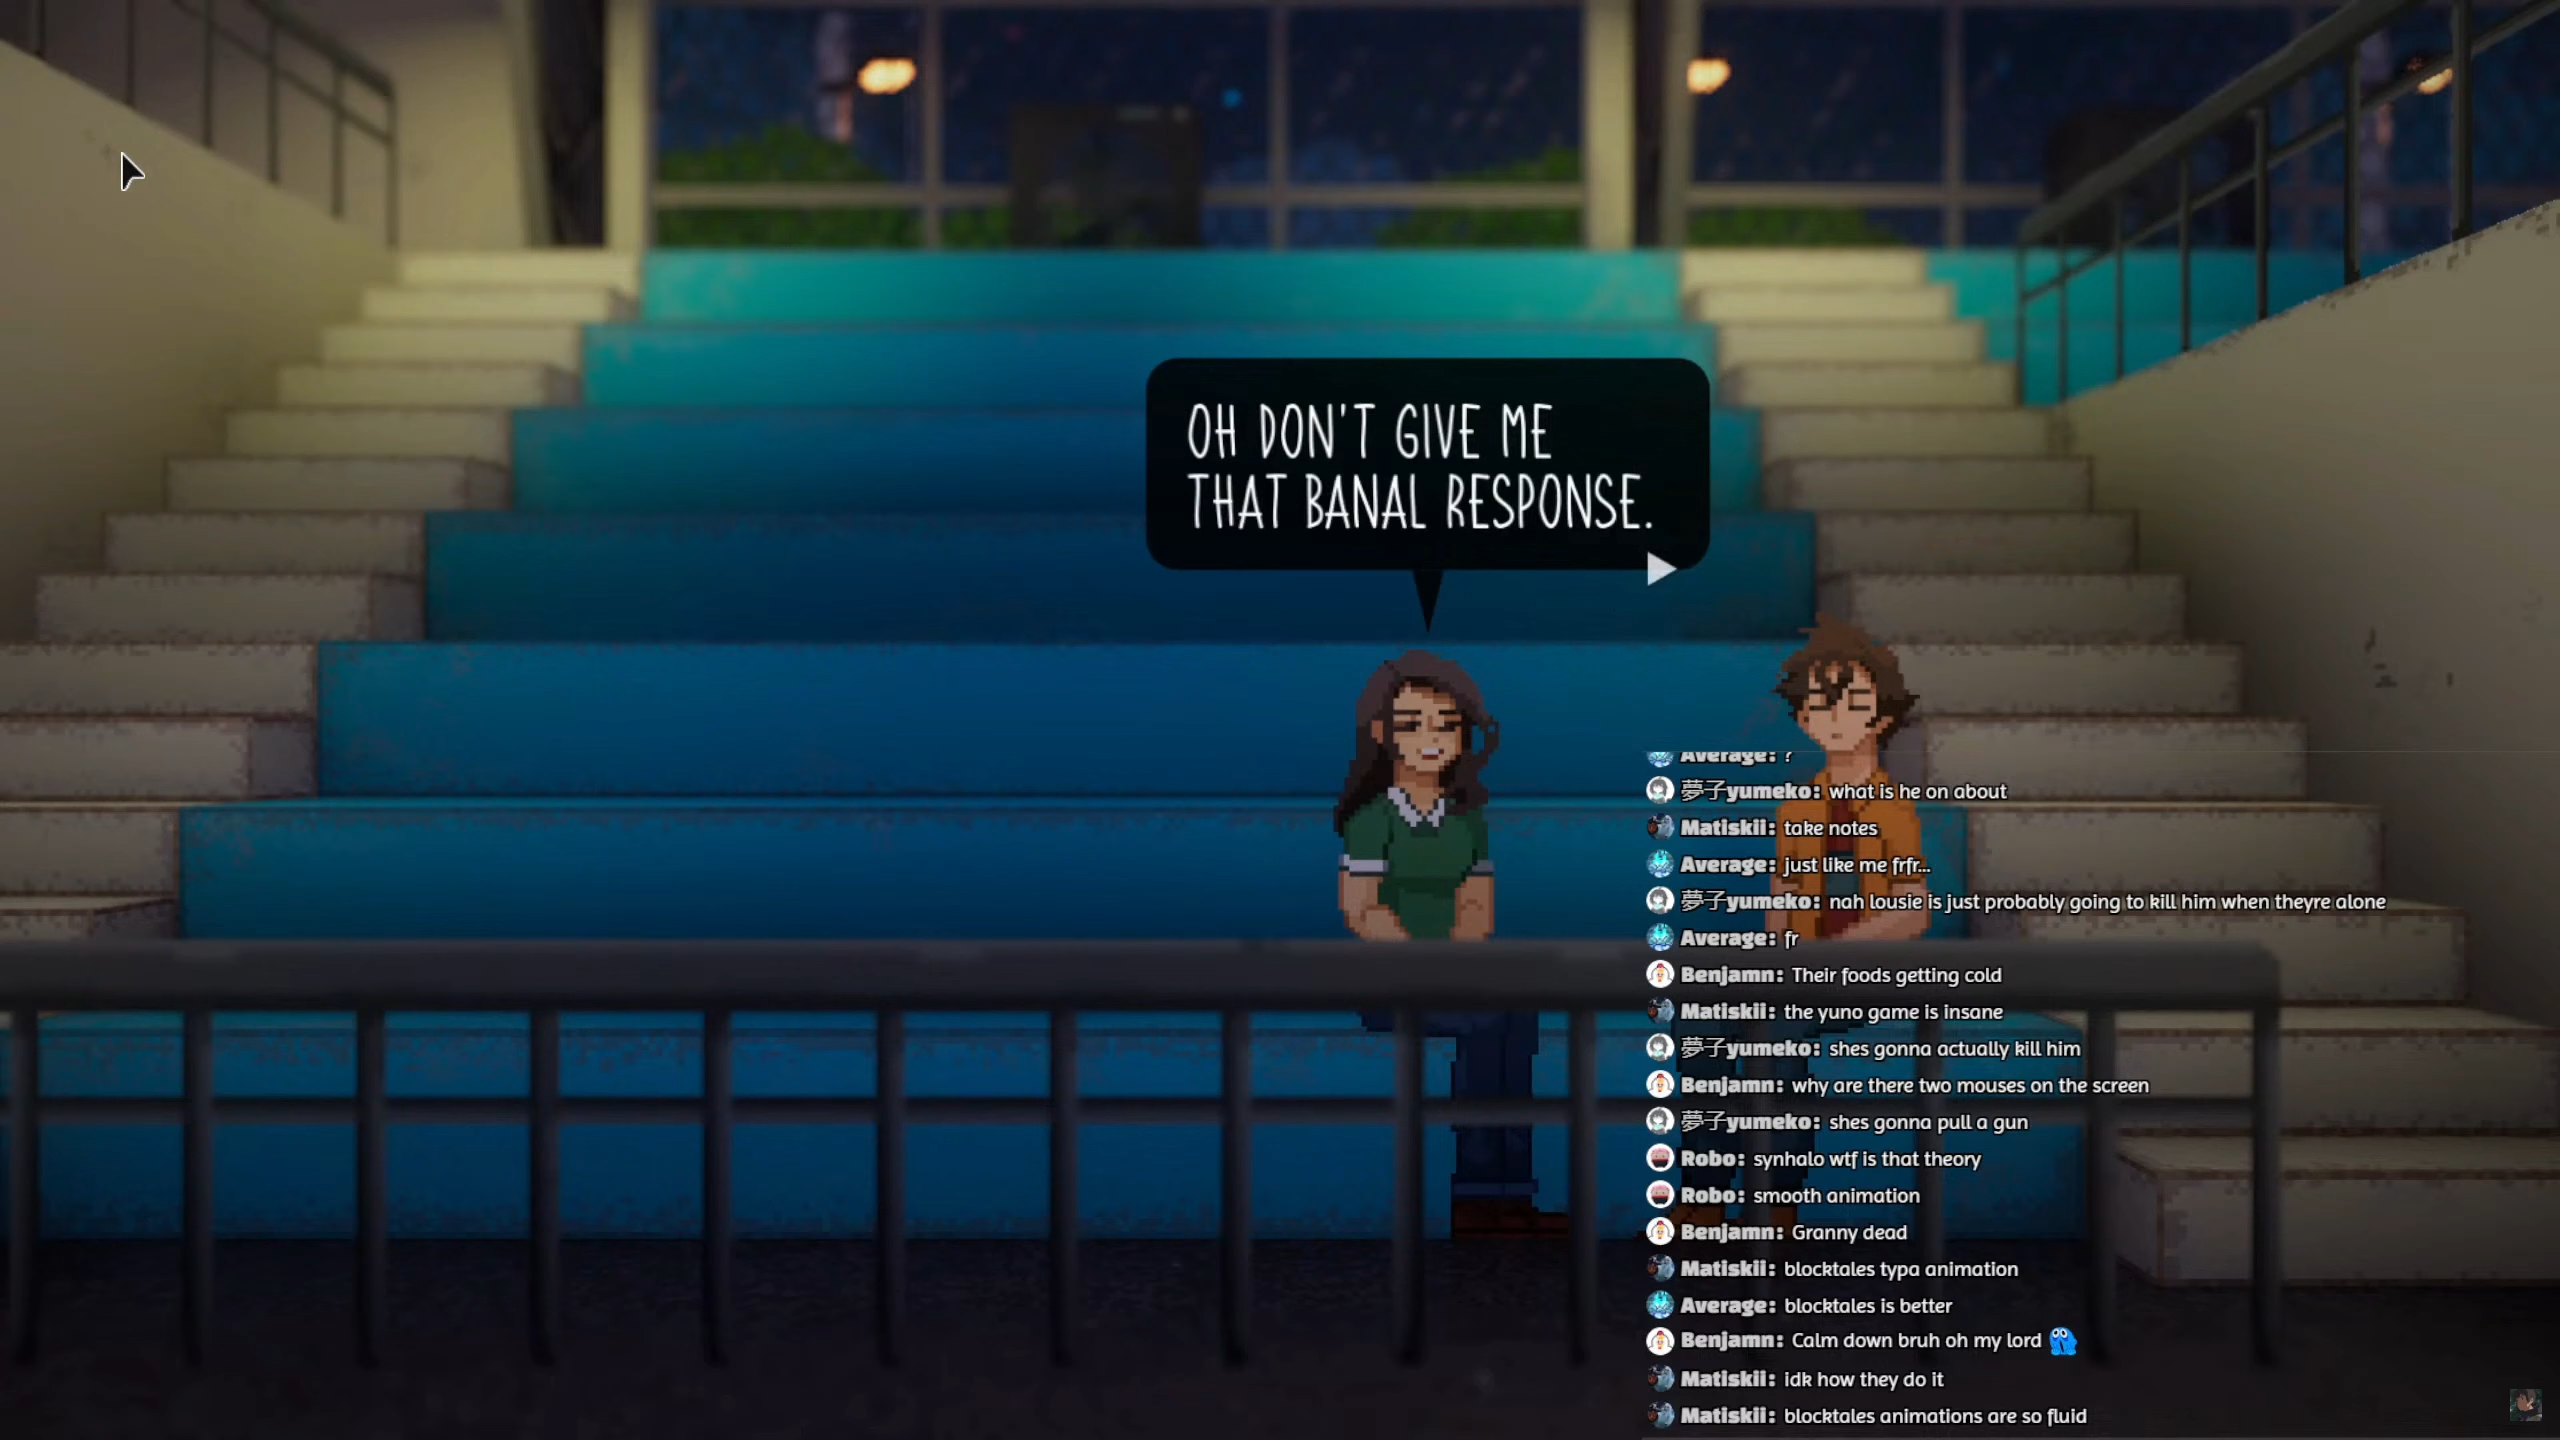 OH DON'T GIVE ME
THAT BANAL RESPONSE.
Average: ?
夢子yumeko: what is he on about
Matiskii: take notes
Average: just like me frfr...
夢子yumeko: nah lousie is just probably going to kill him when theyre alone
Average: fr
Benjamn: Their foods getting cold
Matiskii: the yuno game is insane
夢子yumeko: shes gonna actually kill him
Benjamn: why are there two mouses on the screen
夢子yumeko: shes gonna pull a gun
Robo: synhalo wtf is that theory
Robo: smooth animation
Benjamn: Granny dead
Matiskii: blocktales typa animation
Average: blocktales is better
Benjamn: Calm down bruh oh my lord
Matiskii: idk how they do it
Matiskii: blocktales animations are so fluid